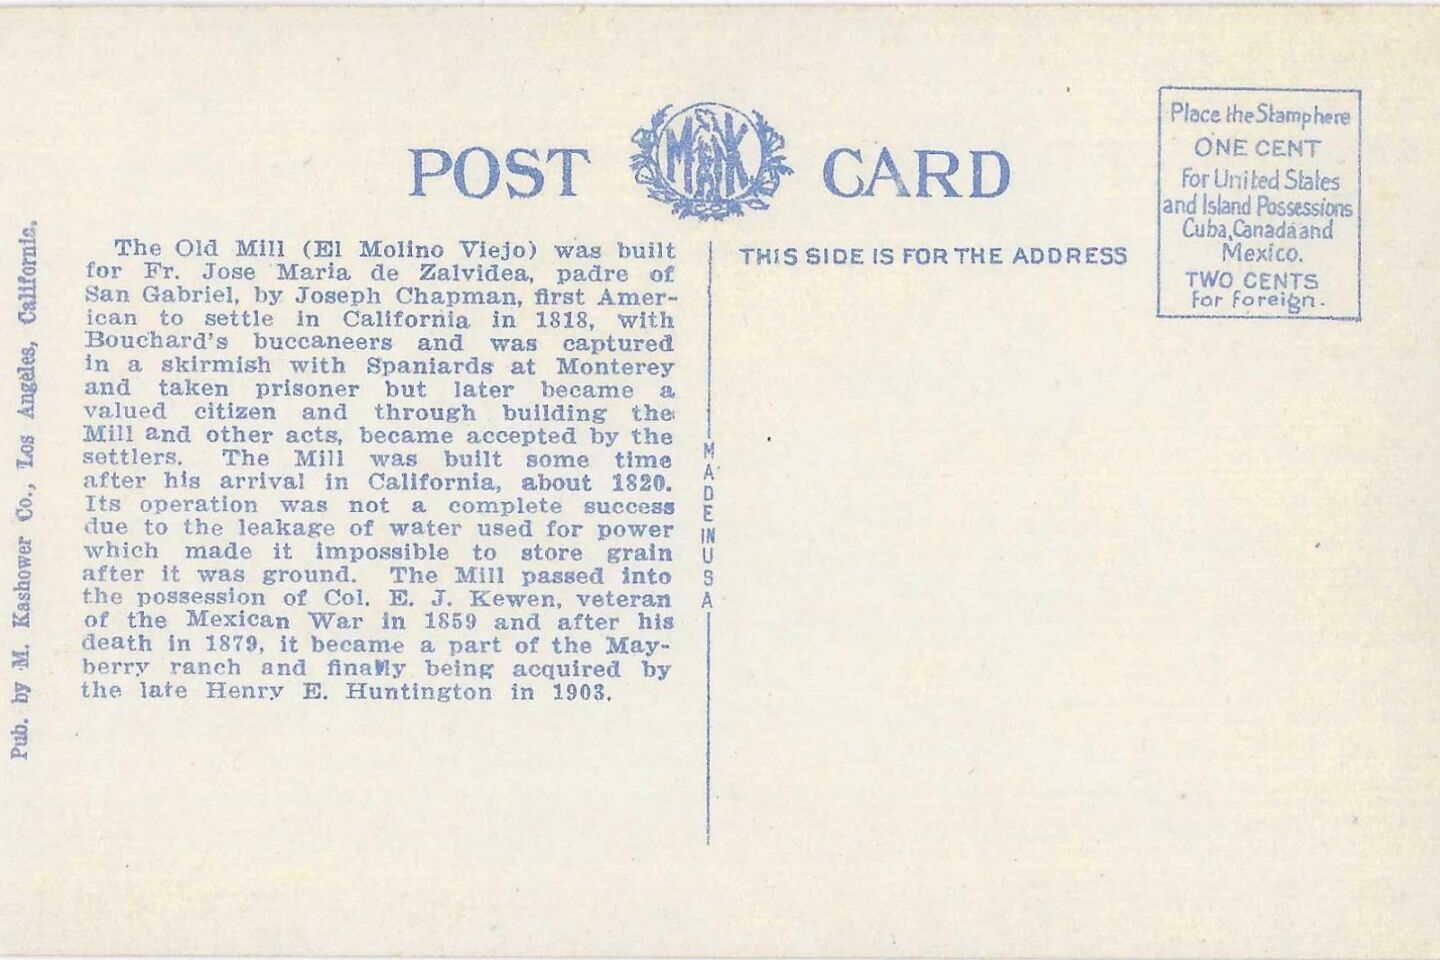 POST CARD
Place the Stamp here
ONE CENT
For United States
and Island Possessions
Cuba, Canada and
Mexico.
TWO CENTS
for foreign.
The Old Mill (El Molino Viejo) was built
for Fr. Jose Maria de Zalvidea, padre of
San Gabriel, by Joseph Chapman, first Amer-
ican to settle in California in 1818, with
Bouchard's buccaneers and was captured
in a skirmish with Spaniards at Monterey
and taken prisoner but later became a
valued citizen and through building the
Mill and other acts, became accepted by the
settlers. The Mill was built some time
after his arrival in California, about 1820.
Its operation was not a complete success
due to the leakage of water used for power
which made it impossible to store grain
after it was ground. The Mill passed into
the possession of Col. E. J. Kewen, veteran
of the Mexican War in 1859 and after his
death in 1879, it became a part of the May-
berry ranch and finally being acquired by
the late Henry E. Huntington in 1903.
THIS SIDE IS FOR THE ADDRESS
MADE IN USA
Pub. by M. Kashower Co., Los Angeles, California.